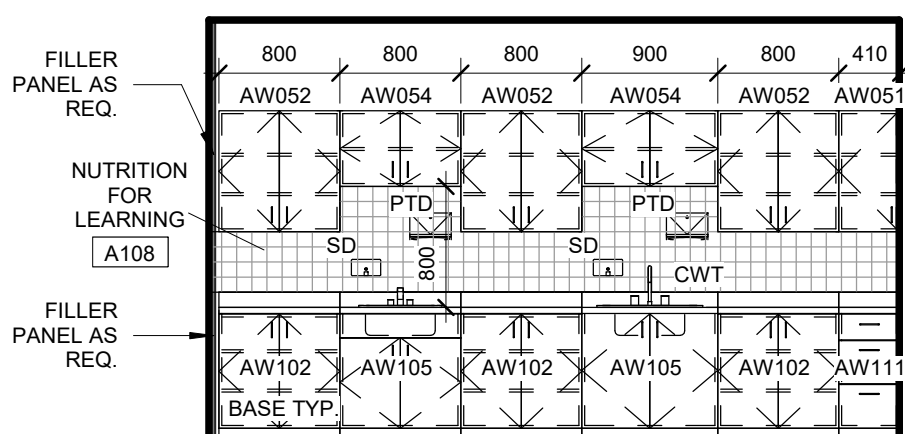 800 800 800 900 800 410
FILLER
PANEL AS
REQ.
AW052 AW054 AW052 AW054 AW052 AW051
NUTRITION
FOR
LEARNING
A108
PTD PTD
SD SD
800
CWT
FILLER
PANEL AS
REQ.
AW102 AW105 AW102 AW105 AW102 AW111
BASE TYP.